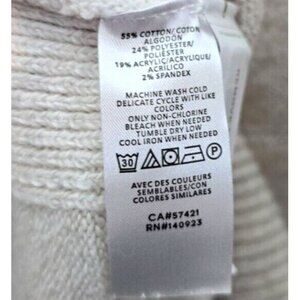 55% COTTON/COTON/
ALGODÓN
24% POLYESTER/
POLIÉSTER
19% ACRYLIC/ACRYLIQUE/
ACRÍLICO
2% SPANDEX
MACHINE WASH COLD
DELICATE CYCLE WITH LIKE
COLORS
ONLY NON-CHLORINE
BLEACH WHEN NEEDED
TUMBLE DRY LOW
COOL IRON WHEN NEEDED
30 P
AVEC DES COULEURS
SEMBLABLES/CON
COLORES SIMILARES
CA#57421
RN#140923